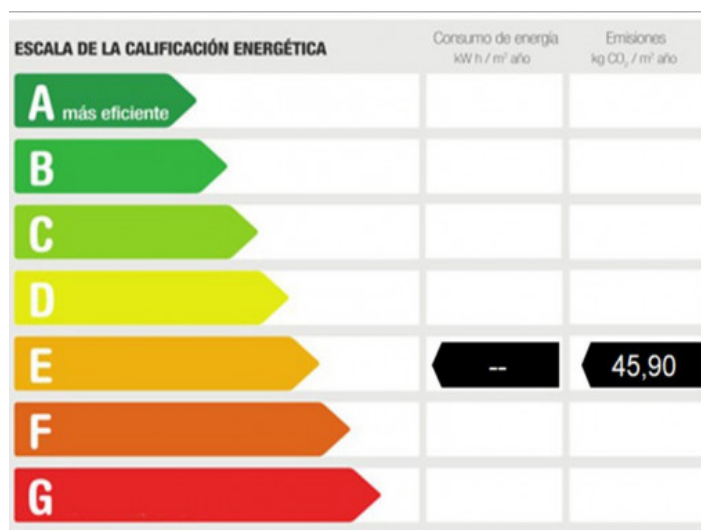 ESCALA DE LA CALIFICACIÓN ENERGÉTICA
Consumo de energía
kW h / m² año
Emisiones
kg CO₂ / m² año
A más eficiente
B
C
D
E -- 45,90
F
G